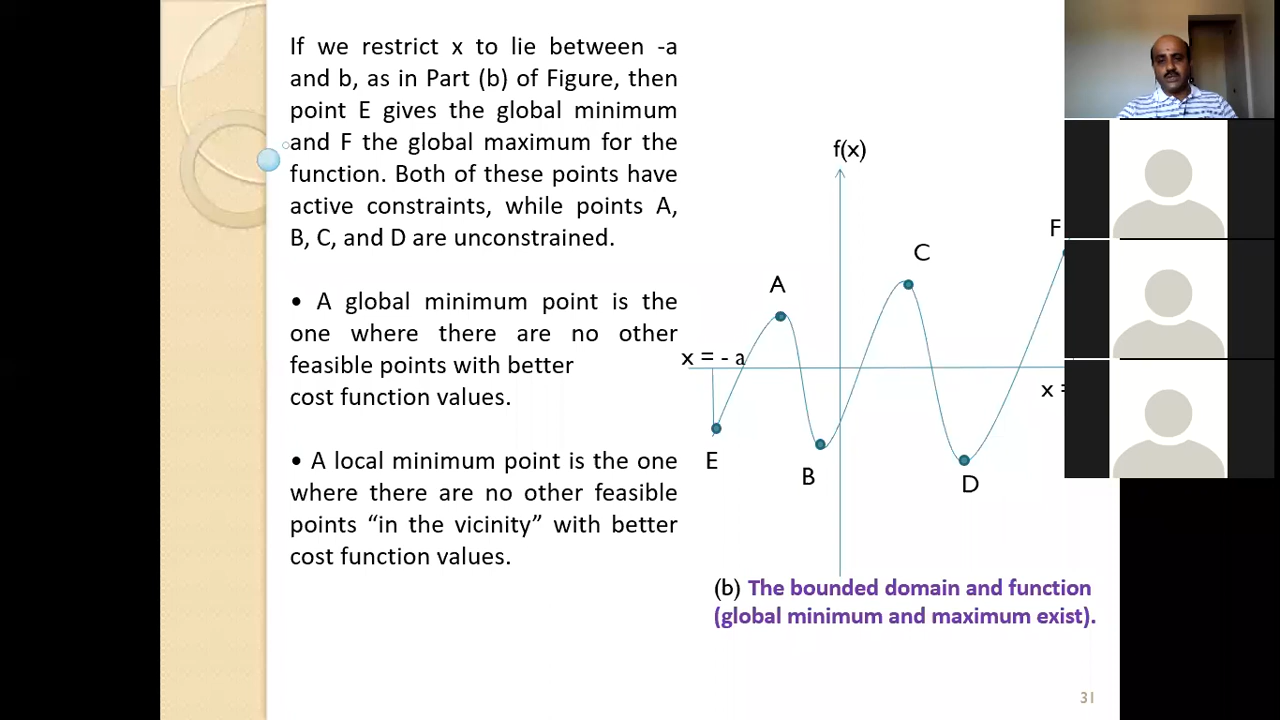 If we restrict x to lie between -a
and b, as in Part (b) of Figure, then
point E gives the global minimum
and F the global maximum for the
function. Both of these points have
active constraints, while points A,
B, C, and D are unconstrained.
• A global minimum point is the
one where there are no other
feasible points with better
cost function values.
• A local minimum point is the one
where there are no other feasible
points “in the vicinity” with better
cost function values.
f(x)
F
C
A
x = - a
x =
E
B
D
(b) The bounded domain and function
(global minimum and maximum exist).
31